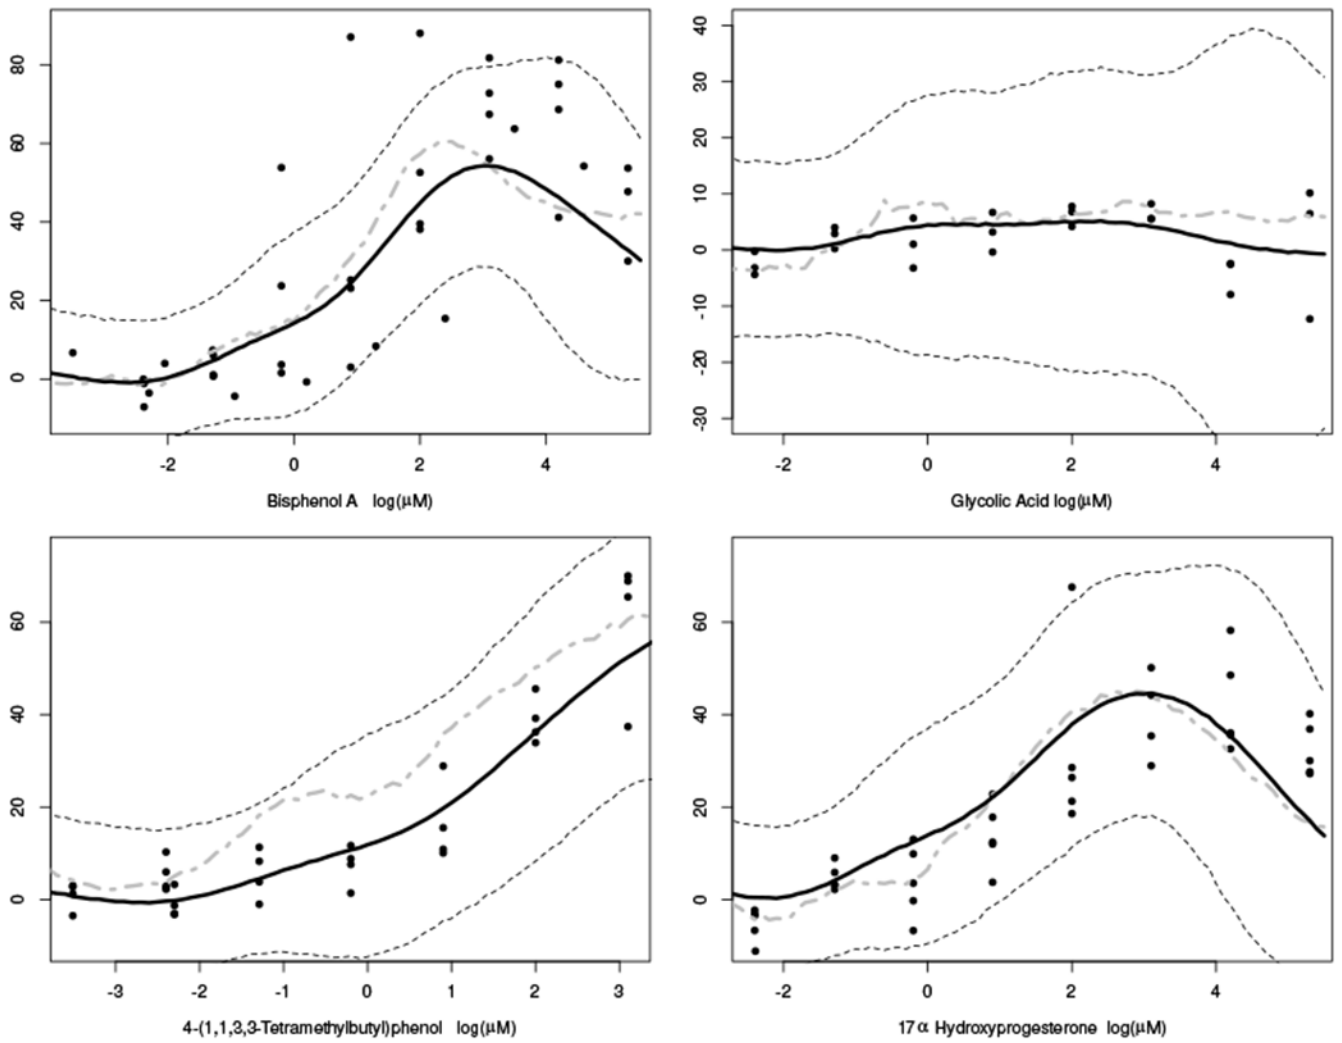 80
60
40
20
0
-2 0 2 4
Bisphenol A log(μM)
40
30
20
10
0
-10
-20
-30
-2 0 2 4
Glycolic Acid log(μM)
60
40
20
0
-3 -2 -1 0 1 2 3
4-(1,1,3,3-Tetramethylbutyl)phenol log(μM)
60
40
20
0
-2 0 2 4
17α Hydroxyprogesterone log(μM)